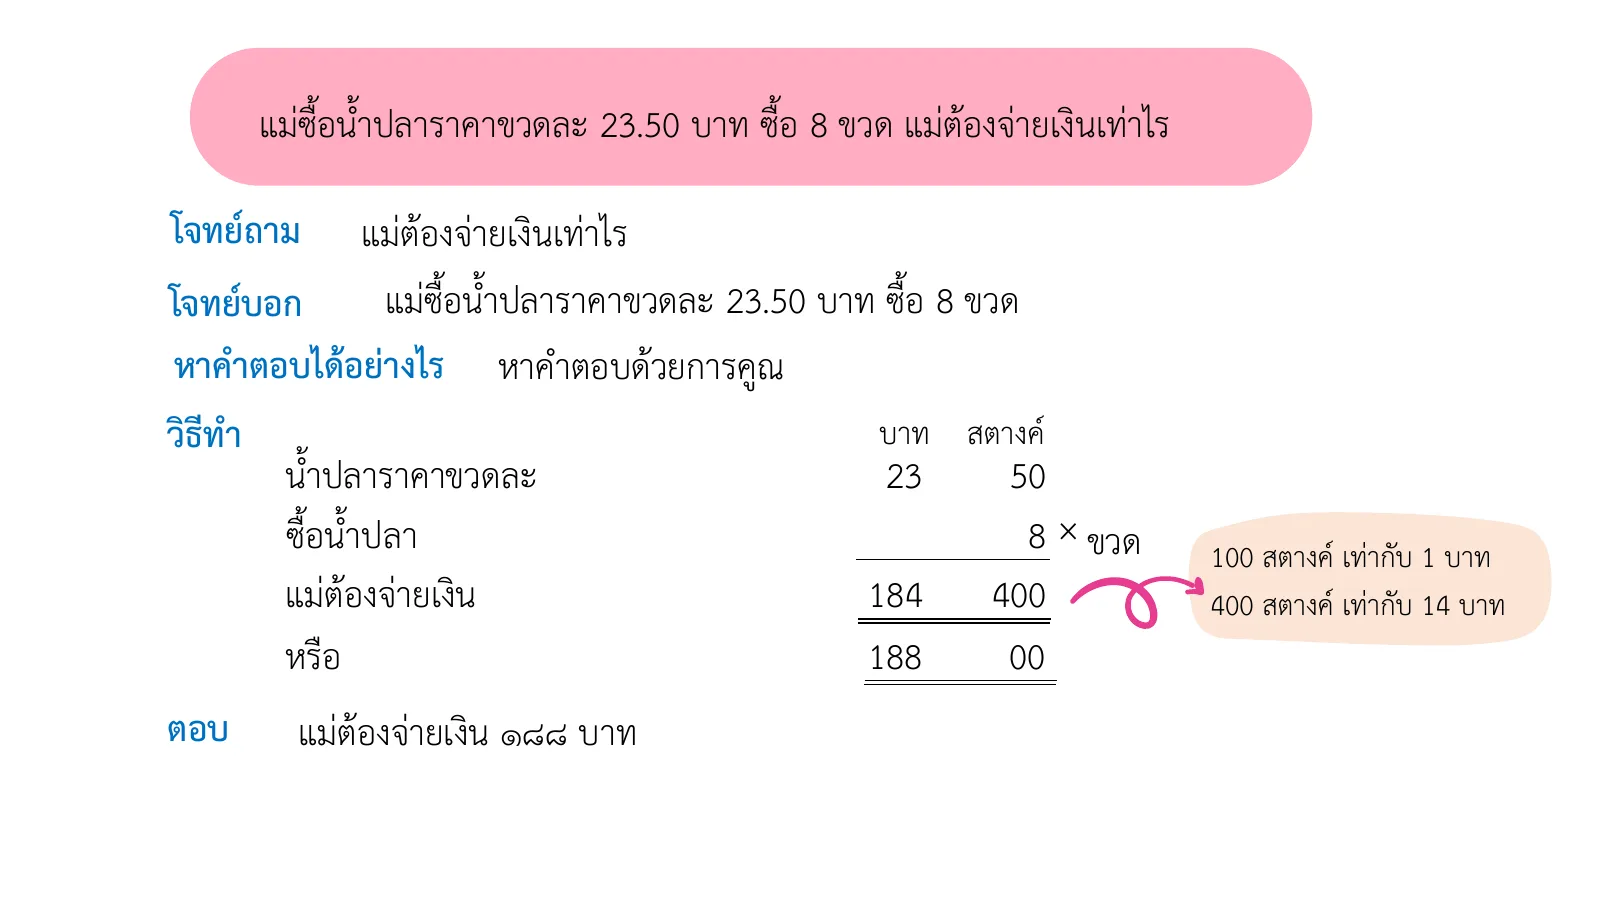 แม่ซื้อน้ำปลาราคาขวดละ 23.50 บาท ซื้อ 8 ขวด แม่ต้องจ่ายเงินเท่าไร
โจทย์ถาม แม่ต้องจ่ายเงินเท่าไร
โจทย์บอก แม่ซื้อน้ำปลาราคาขวดละ 23.50 บาท ซื้อ 8 ขวด
หาคำตอบได้อย่างไร หาคำตอบด้วยการคูณ
วิธีทำ บาท สตางค์
น้ำปลาราคาขวดละ 23 50
ซื้อน้ำปลา 8 × ขวด
แม่ต้องจ่ายเงิน 184 400
100 สตางค์ เท่ากับ 1 บาท
400 สตางค์ เท่ากับ 14 บาท
หรือ 188 00
ตอบ แม่ต้องจ่ายเงิน ๑๘๘ บาท